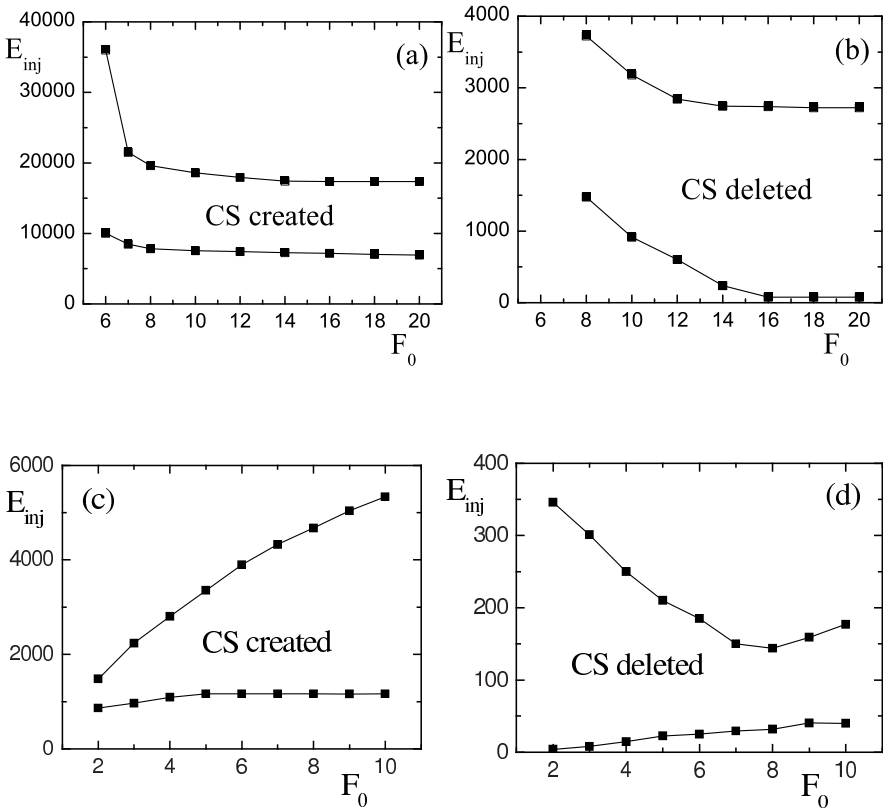 40000
E_inj
(a)
30000
20000
CS created
10000
0
6 8 10 12 14 16 18 20
F_0
4000
E_inj
(b)
3000
2000
CS deleted
1000
0
6 8 10 12 14 16 18 20
F_0
6000
E_inj
(c)
4000
CS created
2000
0
2 4 6 8 10
F_0
400
E_inj
(d)
300
200
CS deleted
100
0
2 4 6 8 10
F_0